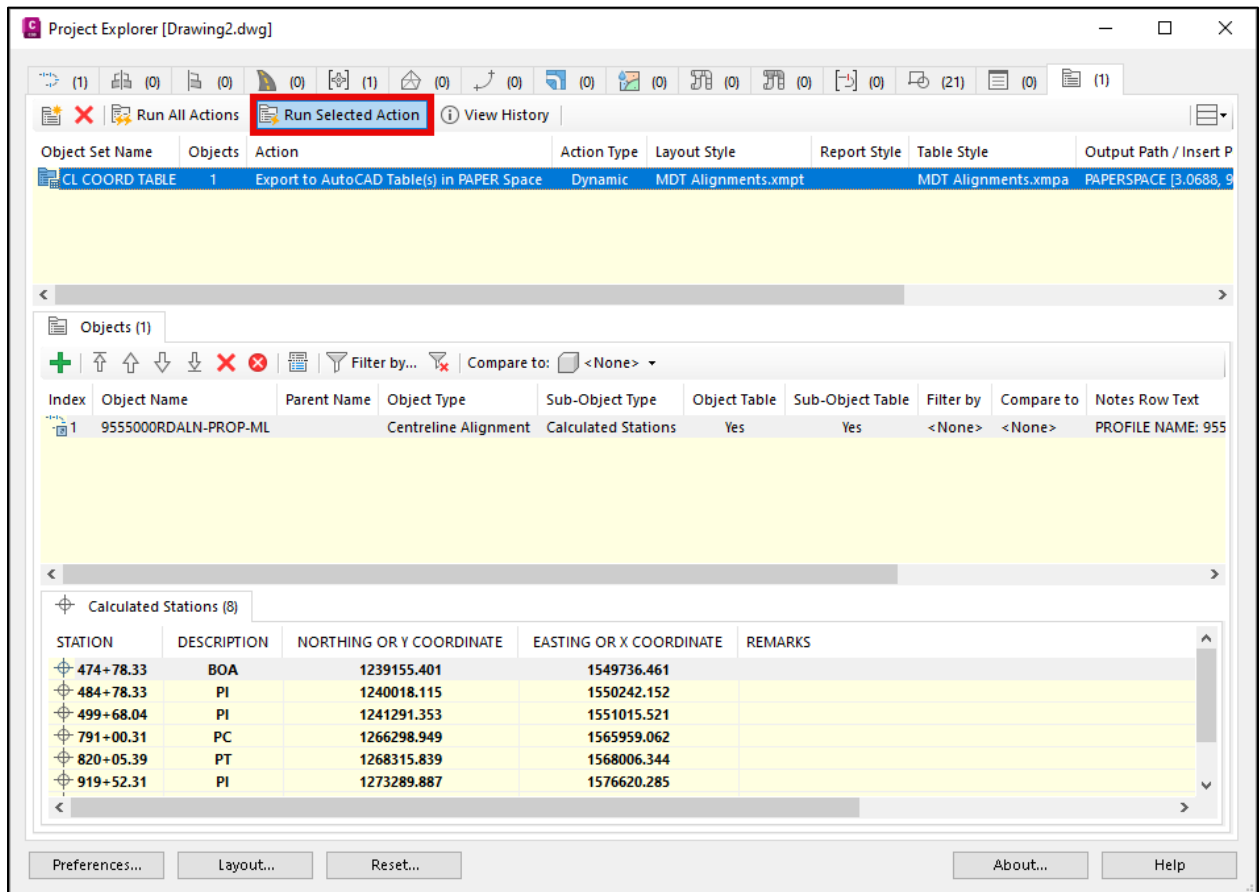 Project Explorer [Drawing2.dwg]
(1) (0) (0) (0) (1) (0) (0) (0) (0) (0) (0) (0) (21) (0) (1)
Run All Actions Run Selected Action View History
Object Set Name Objects Action Action Type Layout Style Report Style Table Style Output Path / Insert P
CL COORD TABLE 1 Export to AutoCAD Table(s) in PAPER Space Dynamic MDT Alignments.xmpt MDT Alignments.xmpa PAPERSPACE [3.0688, 9
Objects (1)
Filter by... Compare to: <None>
Index Object Name Parent Name Object Type Sub-Object Type Object Table Sub-Object Table Filter by Compare to Notes Row Text
1 9555000RDALN-PROP-ML Centreline Alignment Calculated Stations Yes Yes <None> <None> PROFILE NAME: 955
Calculated Stations (8)
STATION DESCRIPTION NORTHING OR Y COORDINATE EASTING OR X COORDINATE REMARKS
474+78.33 BOA 1239155.401 1549736.461
484+78.33 PI 1240018.115 1550242.152
499+68.04 PI 1241291.353 1551015.521
791+00.31 PC 1266298.949 1565959.062
820+05.39 PT 1268315.839 1568006.344
919+52.31 PI 1273289.887 1576620.285
Preferences... Layout... Reset... About... Help